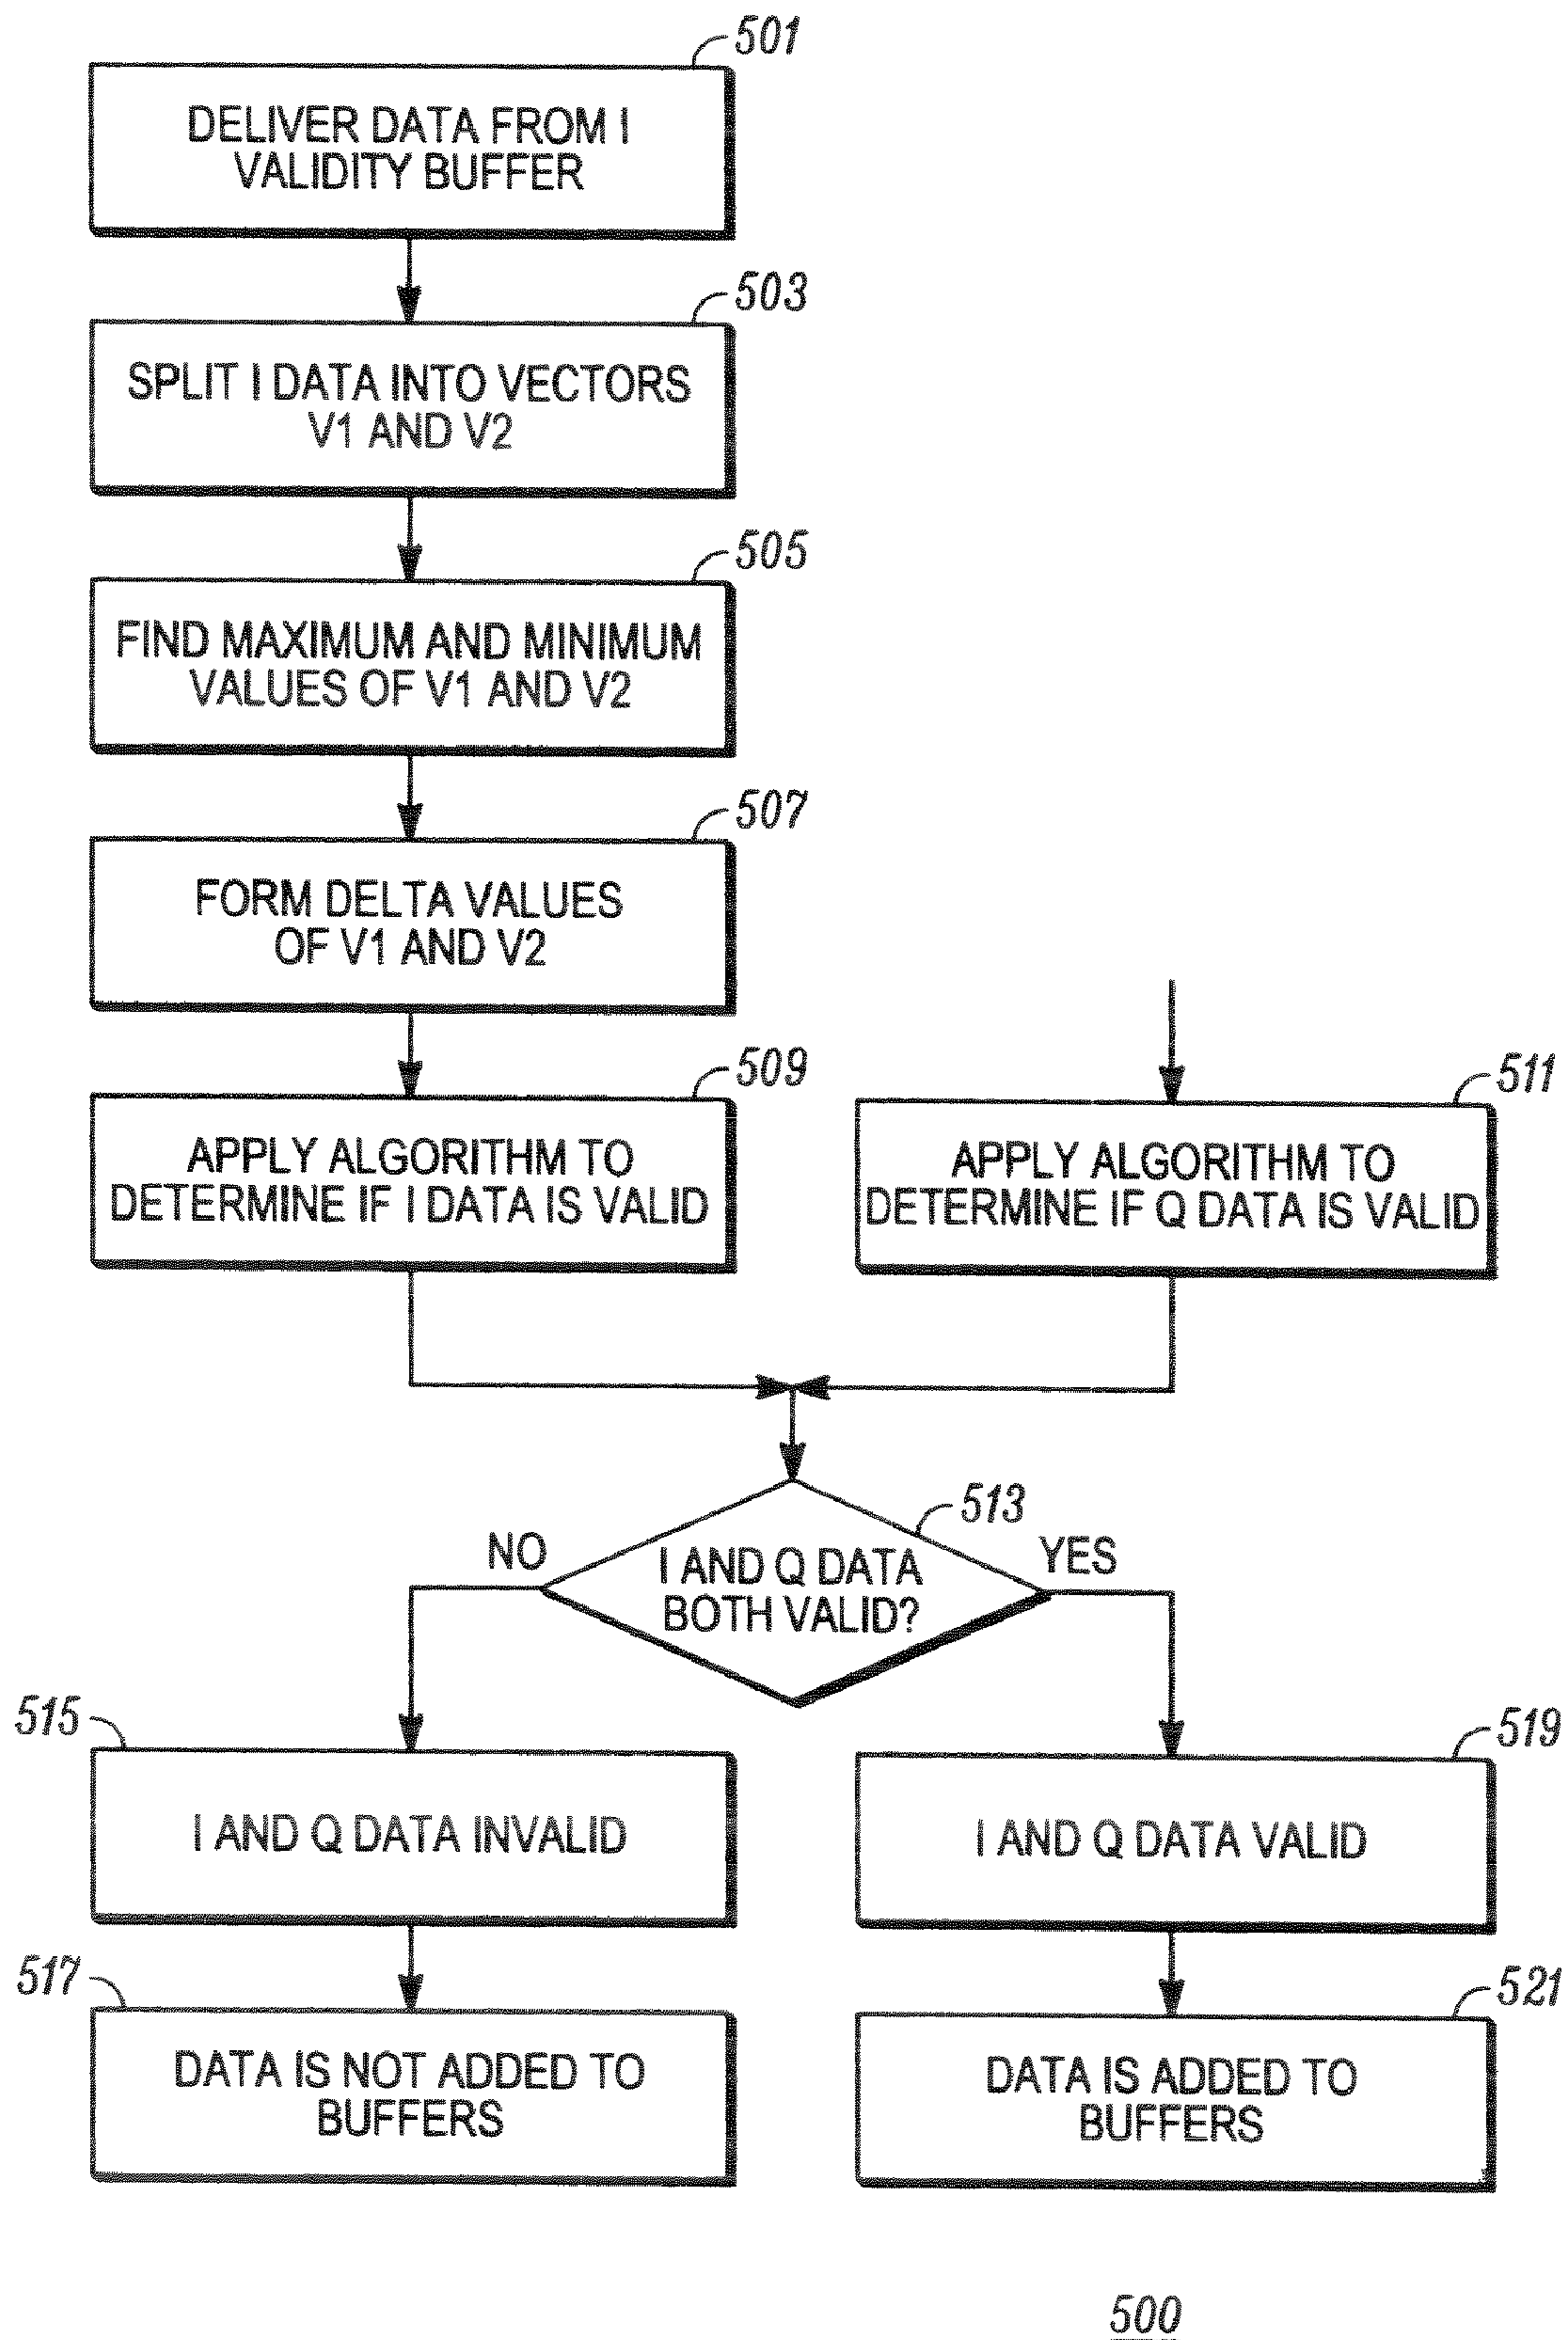 501
DELIVER DATA FROM I
VALIDITY BUFFER
503
SPLIT I DATA INTO VECTORS
V1 AND V2
505
FIND MAXIMUM AND MINIMUM
VALUES OF V1 AND V2
507
FORM DELTA VALUES
OF V1 AND V2
509
APPLY ALGORITHM TO
DETERMINE IF I DATA IS VALID
511
APPLY ALGORITHM TO
DETERMINE IF Q DATA IS VALID
513
NO
I AND Q DATA
BOTH VALID?
YES
515
I AND Q DATA INVALID
519
I AND Q DATA VALID
517
DATA IS NOT ADDED TO
BUFFERS
521
DATA IS ADDED TO
BUFFERS
500